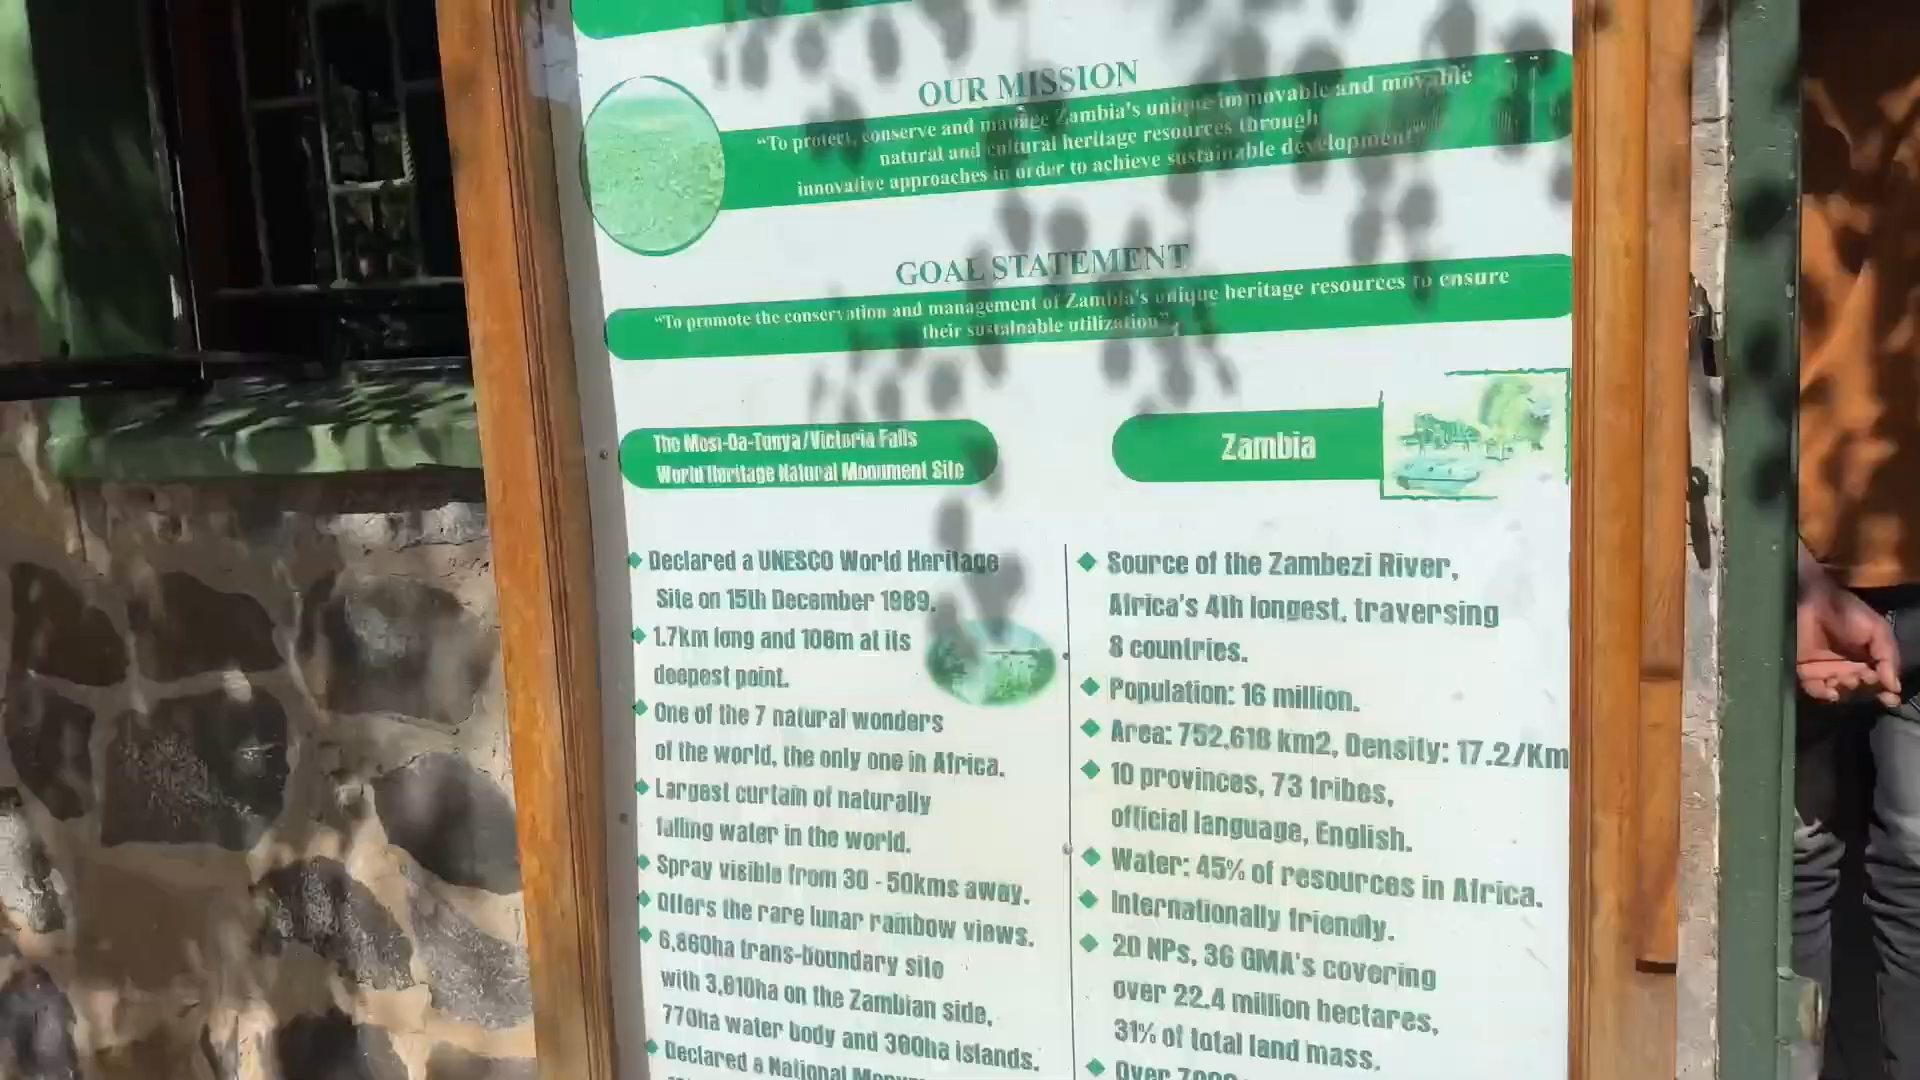 OUR MISSION
“To protect, conserve and manage Zambia's unique immovable and movable
natural and cultural heritage resources through
innovative approaches in order to achieve sustainable development”
GOAL STATEMENT
“To promote the conservation and management of Zambia's unique heritage resources to ensure
their sustainable utilization”
The Mosi-Oa-Tunya/Victoria Falls
World Heritage Natural Monument Site
Declared a UNESCO World Heritage
Site on 15th December 1989.
1.7km long and 108m at its
deepest point.
One of the 7 natural wonders
of the world, the only one in Africa.
Largest curtain of naturally
falling water in the world.
Spray visible from 30 - 50kms away.
Offers the rare lunar rainbow views.
6,860ha trans-boundary site
with 3,810ha on the Zambian side,
770ha water body and 300ha islands.
Declared a National
Zambia
Source of the Zambezi River,
Africa's 4th longest, traversing
8 countries.
Population: 16 million.
Area: 752,618 km2, Density: 17.2/Km
10 provinces, 73 tribes,
official language, English.
Water: 45% of resources in Africa.
Internationally friendly.
20 NPs, 36 GMA's covering
over 22.4 million hectares,
31% of total land mass.
Over